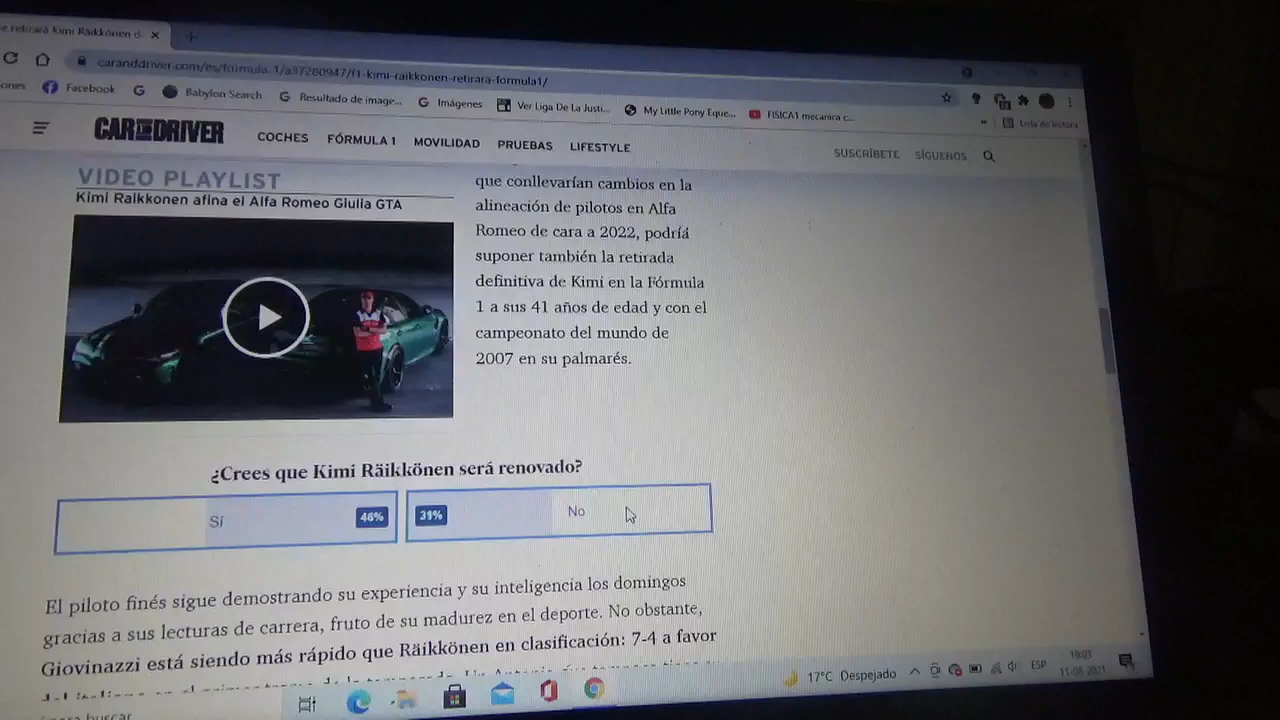 e retirará Kimi Räikkönen d
caranddriver.com/es/formula-1/a37280947/f1-kimi-raikkonen-retirara-formula1/
ones Facebook Babylon Search Resultado de image... Imágenes Ver Liga De La Justi... My Little Pony Eque... FISICA1 mecanica c...
» Lista de lectura
CAR AND DRIVER COCHES FÓRMULA 1 MOVILIDAD PRUEBAS LIFESTYLE SUSCRÍBETE SÍGUENOS
VIDEO PLAYLIST
Kimi Raikkonen afina el Alfa Romeo Giulia GTA
que conllevarían cambios en la
alineación de pilotos en Alfa
Romeo de cara a 2022, podría
suponer también la retirada
definitiva de Kimi en la Fórmula
1 a sus 41 años de edad y con el
campeonato del mundo de
2007 en su palmarés.
¿Crees que Kimi Räikkönen será renovado?
Sí 46% 31% No
El piloto finés sigue demostrando su experiencia y su inteligencia los domingos
gracias a sus lecturas de carrera, fruto de su madurez en el deporte. No obstante,
Giovinazzi está siendo más rápido que Räikkönen en clasificación: 7-4 a favor
buscar
17°C Despejado ESP 19:03
11-08-2021